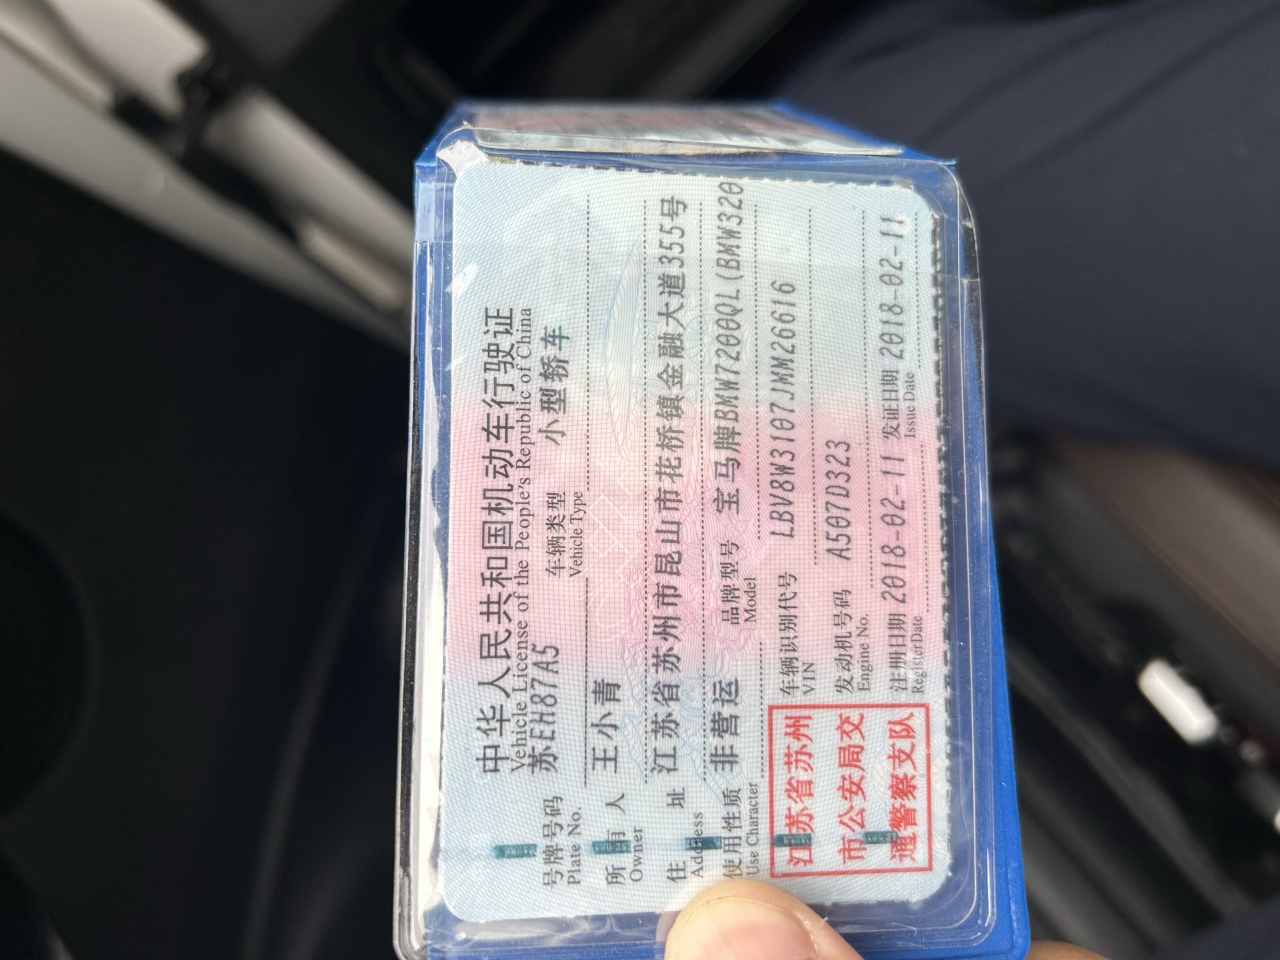 中华人民共和国机动车行驶证
Vehicle License of the People's Republic of China
号牌号码 苏EH87A5 车辆类型 小型轿车
Plate No. Vehicle Type
所有人 王小青
Owner
住址 江苏省苏州市昆山市花桥镇金融大道355号
Address
使用性质 非营运 品牌型号 宝马牌BMW7200QL(BMW320
Use Character Model
车辆识别代号 LBV8W3107JMM26616
VIN
发动机号码 A507D323
Engine No.
注册日期 2018-02-11 发证日期 2018-02-11
Register Date Issue Date
江苏省苏州
市公安局交
通警察支队